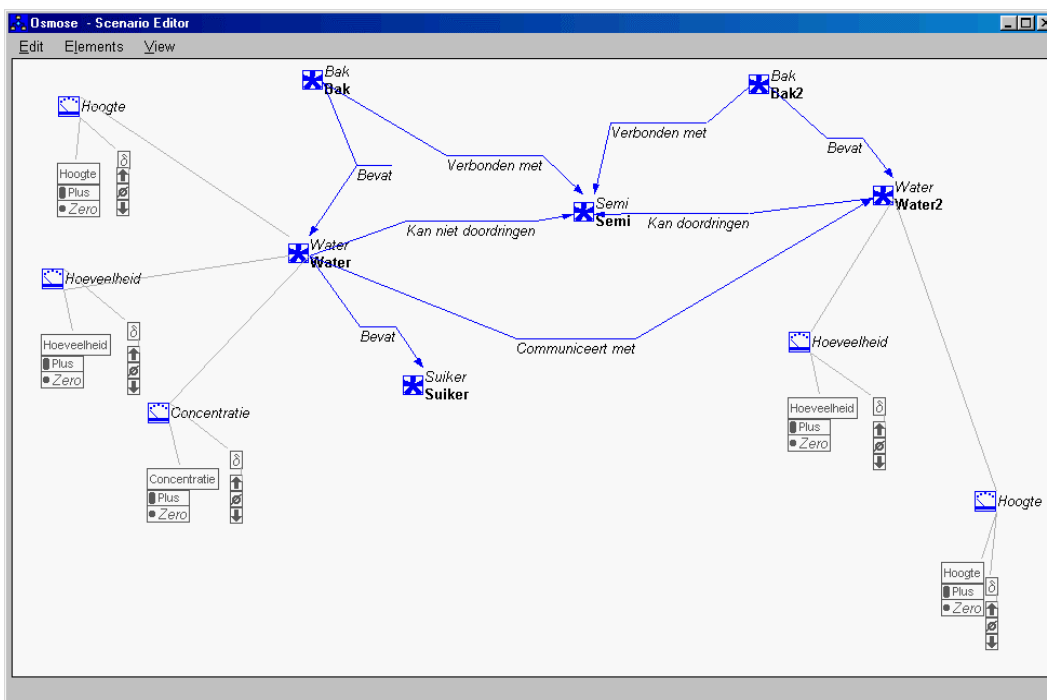 Osmose - Scenario Editor
Edit Elements View
Bak
Bak
Bak
Bak2
Hoogte
Verbonden met
Bevat
Hoogte
Plus
Zero
δ
Bevat
Verbonden met
Water
Water2
Semi
Semi
Kan niet doordringen
Kan doordringen
Water
Water
Hoeveelheid
δ
Hoeveelheid
Plus
Zero
Bevat
Communiceert met
Hoeveelheid
Suiker
Suiker
Concentratie
Hoeveelheid
Plus
Zero
δ
δ
Concentratie
Plus
Zero
Hoogte
Hoogte
Plus
Zero
δ